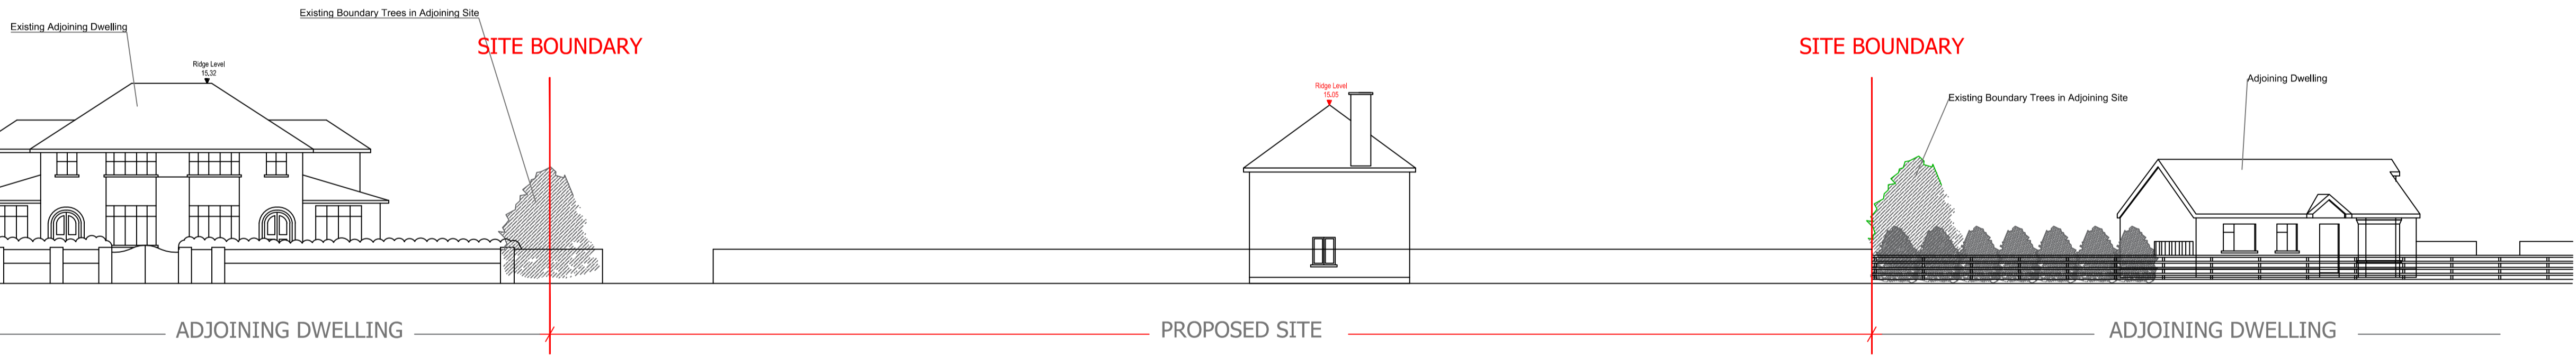 Existing Adjoining Dwelling
Existing Boundary Trees in Adjoining Site
SITE BOUNDARY
Ridge Level
15.32
Ridge Level
15.05
SITE BOUNDARY
Existing Boundary Trees in Adjoining Site
Adjoining Dwelling
ADJOINING DWELLING
PROPOSED SITE
ADJOINING DWELLING